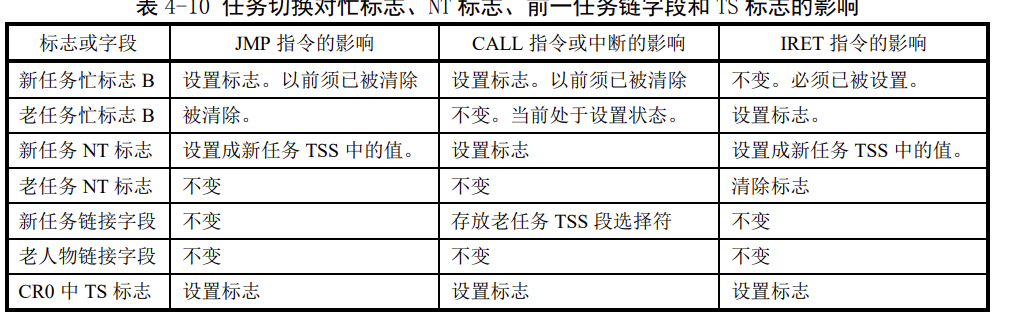 表 4-10 任务切换对忙标志、NT 标志、前一任务链字段和 TS 标志的影响
标志或字段 JMP 指令的影响 CALL 指令或中断的影响 IRET 指令的影响
新任务忙标志 B 设置标志。以前须已被清除 设置标志。以前须已被清除 不变。必须已被设置。
老任务忙标志 B 被清除。 不变。当前处于设置状态。 设置标志。
新任务 NT 标志 设置成新任务 TSS 中的值。 设置标志 设置成新任务 TSS 中的值。
老任务 NT 标志 不变 不变 清除标志
新任务链接字段 不变 存放老任务 TSS 段选择符 不变
老人物链接字段 不变 不变 不变
CR0 中 TS 标志 设置标志 设置标志 设置标志